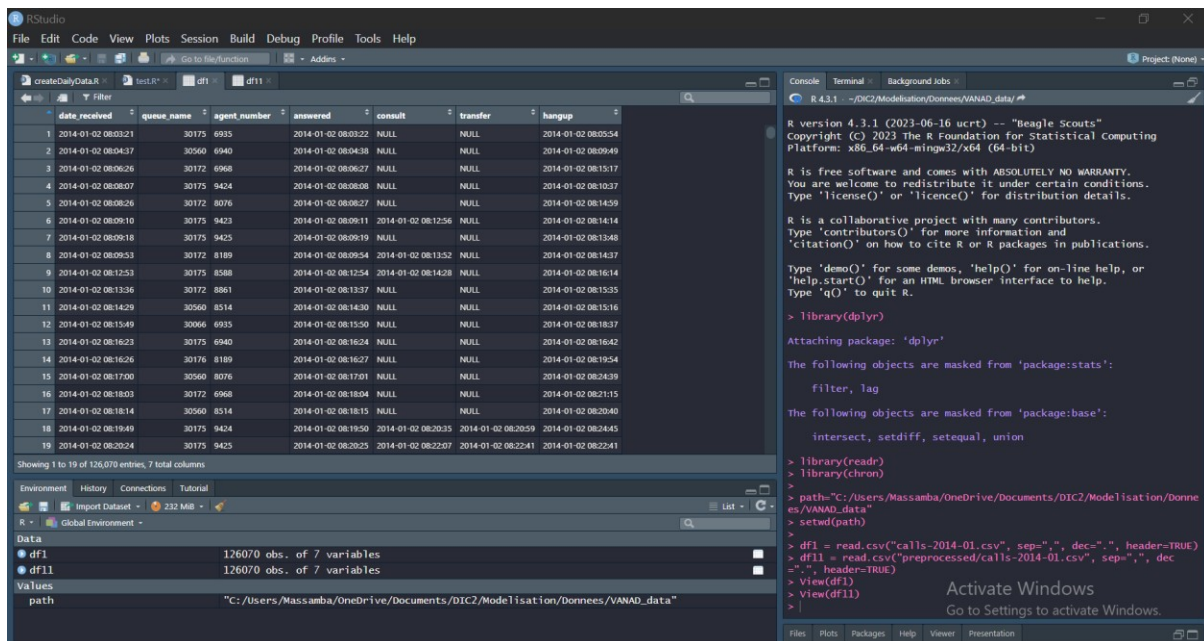 RStudio
File Edit Code View Plots Session Build Debug Profile Tools Help
Go to file/function Addins Project: (None)
createDailyData.R test.R* df1 df11
Filter
date_received queue_name agent_number answered consult transfer hangup
1 2014-01-02 08:03:21 30175 6935 2014-01-02 08:03:22 NULL NULL 2014-01-02 08:05:54
2 2014-01-02 08:04:37 30560 6940 2014-01-02 08:04:38 NULL NULL 2014-01-02 08:09:49
3 2014-01-02 08:06:26 30172 6968 2014-01-02 08:06:27 NULL NULL 2014-01-02 08:15:17
4 2014-01-02 08:08:07 30175 9424 2014-01-02 08:08:08 NULL NULL 2014-01-02 08:10:37
5 2014-01-02 08:08:26 30172 8076 2014-01-02 08:08:27 NULL NULL 2014-01-02 08:14:59
6 2014-01-02 08:09:10 30175 9423 2014-01-02 08:09:11 2014-01-02 08:12:56 NULL 2014-01-02 08:14:14
7 2014-01-02 08:09:18 30175 9425 2014-01-02 08:09:19 NULL NULL 2014-01-02 08:13:48
8 2014-01-02 08:09:53 30172 8189 2014-01-02 08:09:54 2014-01-02 08:13:52 NULL 2014-01-02 08:14:37
9 2014-01-02 08:12:53 30175 8588 2014-01-02 08:12:54 2014-01-02 08:14:28 NULL 2014-01-02 08:16:14
10 2014-01-02 08:13:36 30172 8861 2014-01-02 08:13:37 NULL NULL 2014-01-02 08:15:35
11 2014-01-02 08:14:29 30560 8514 2014-01-02 08:14:30 NULL NULL 2014-01-02 08:15:16
12 2014-01-02 08:15:49 30066 6935 2014-01-02 08:15:50 NULL NULL 2014-01-02 08:18:37
13 2014-01-02 08:16:23 30175 6940 2014-01-02 08:16:24 NULL NULL 2014-01-02 08:16:42
14 2014-01-02 08:16:26 30176 8189 2014-01-02 08:16:27 NULL NULL 2014-01-02 08:19:54
15 2014-01-02 08:17:00 30560 8076 2014-01-02 08:17:01 NULL NULL 2014-01-02 08:24:39
16 2014-01-02 08:18:03 30172 6968 2014-01-02 08:18:04 NULL NULL 2014-01-02 08:21:15
17 2014-01-02 08:18:14 30560 8514 2014-01-02 08:18:15 NULL NULL 2014-01-02 08:20:40
18 2014-01-02 08:19:49 30175 9424 2014-01-02 08:19:50 2014-01-02 08:20:35 2014-01-02 08:20:59 2014-01-02 08:24:45
19 2014-01-02 08:20:24 30175 9425 2014-01-02 08:20:25 2014-01-02 08:22:07 2014-01-02 08:22:41 2014-01-02 08:22:41
Showing 1 to 19 of 126,070 entries, 7 total columns
Environment History Connections Tutorial
Import Dataset 232 MiB List
R Global Environment
Data
df1 126070 obs. of 7 variables
df11 126070 obs. of 7 variables
Values
path "C:/Users/Massamba/OneDrive/Documents/DIC2/Modelisation/Donnees/VANAD_data"
Console Terminal Background Jobs
R 4.3.1 · ~/DIC2/Modelisation/Donnees/VANAD_data/
R version 4.3.1 (2023-06-16 ucrt) -- "Beagle Scouts"
Copyright (C) 2023 The R Foundation for Statistical Computing
Platform: x86_64-w64-mingw32/x64 (64-bit)
R is free software and comes with ABSOLUTELY NO WARRANTY.
You are welcome to redistribute it under certain conditions.
Type 'license()' or 'licence()' for distribution details.
R is a collaborative project with many contributors.
Type 'contributors()' for more information and
'citation()' on how to cite R or R packages in publications.
Type 'demo()' for some demos, 'help()' for on-line help, or
'help.start()' for an HTML browser interface to help.
Type 'q()' to quit R.
> library(dplyr)
Attaching package: ‘dplyr’
The following objects are masked from ‘package:stats’:
filter, lag
The following objects are masked from ‘package:base’:
intersect, setdiff, setequal, union
> library(readr)
> library(chron)
>
> path="C:/Users/Massamba/OneDrive/Documents/DIC2/Modelisation/Donne
es/VANAD_data"
> setwd(path)
>
> df1 = read.csv("calls-2014-01.csv", sep=",", dec=".", header=TRUE)
> df11 = read.csv("preprocessed/calls-2014-01.csv", sep=",", dec
=".", header=TRUE)
> View(df1)
> View(df11)
>
Activate Windows
Go to Settings to activate Windows.
Files Plots Packages Help Viewer Presentation